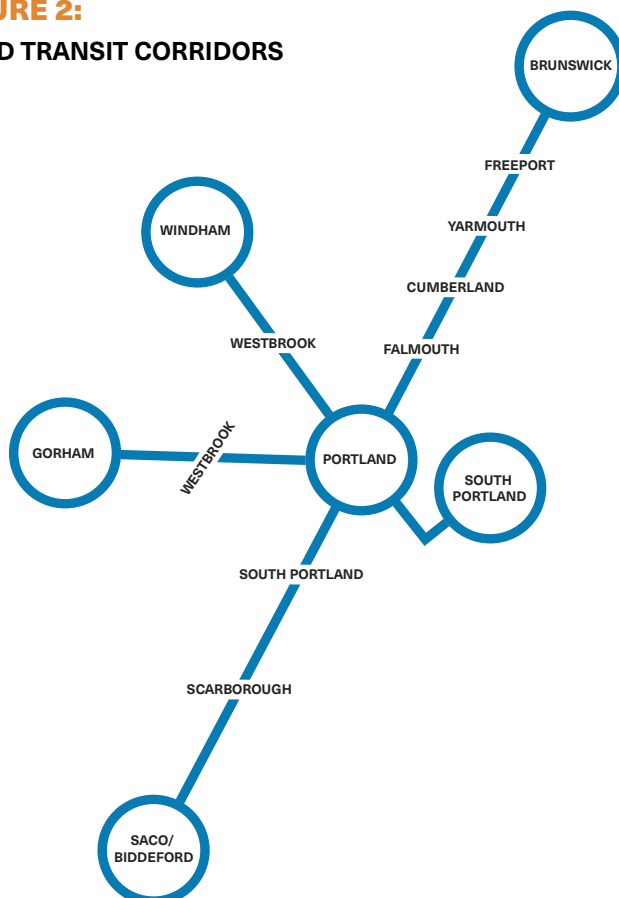 URE 2:
D TRANSIT CORRIDORS
BRUNSWICK
FREEPORT
YARMOUTH
WINDHAM
CUMBERLAND
WESTBROOK
FALMOUTH
GORHAM
WESTBROOK
PORTLAND
SOUTH
PORTLAND
SOUTH PORTLAND
SCARBOROUGH
SACO/
BIDDEFORD